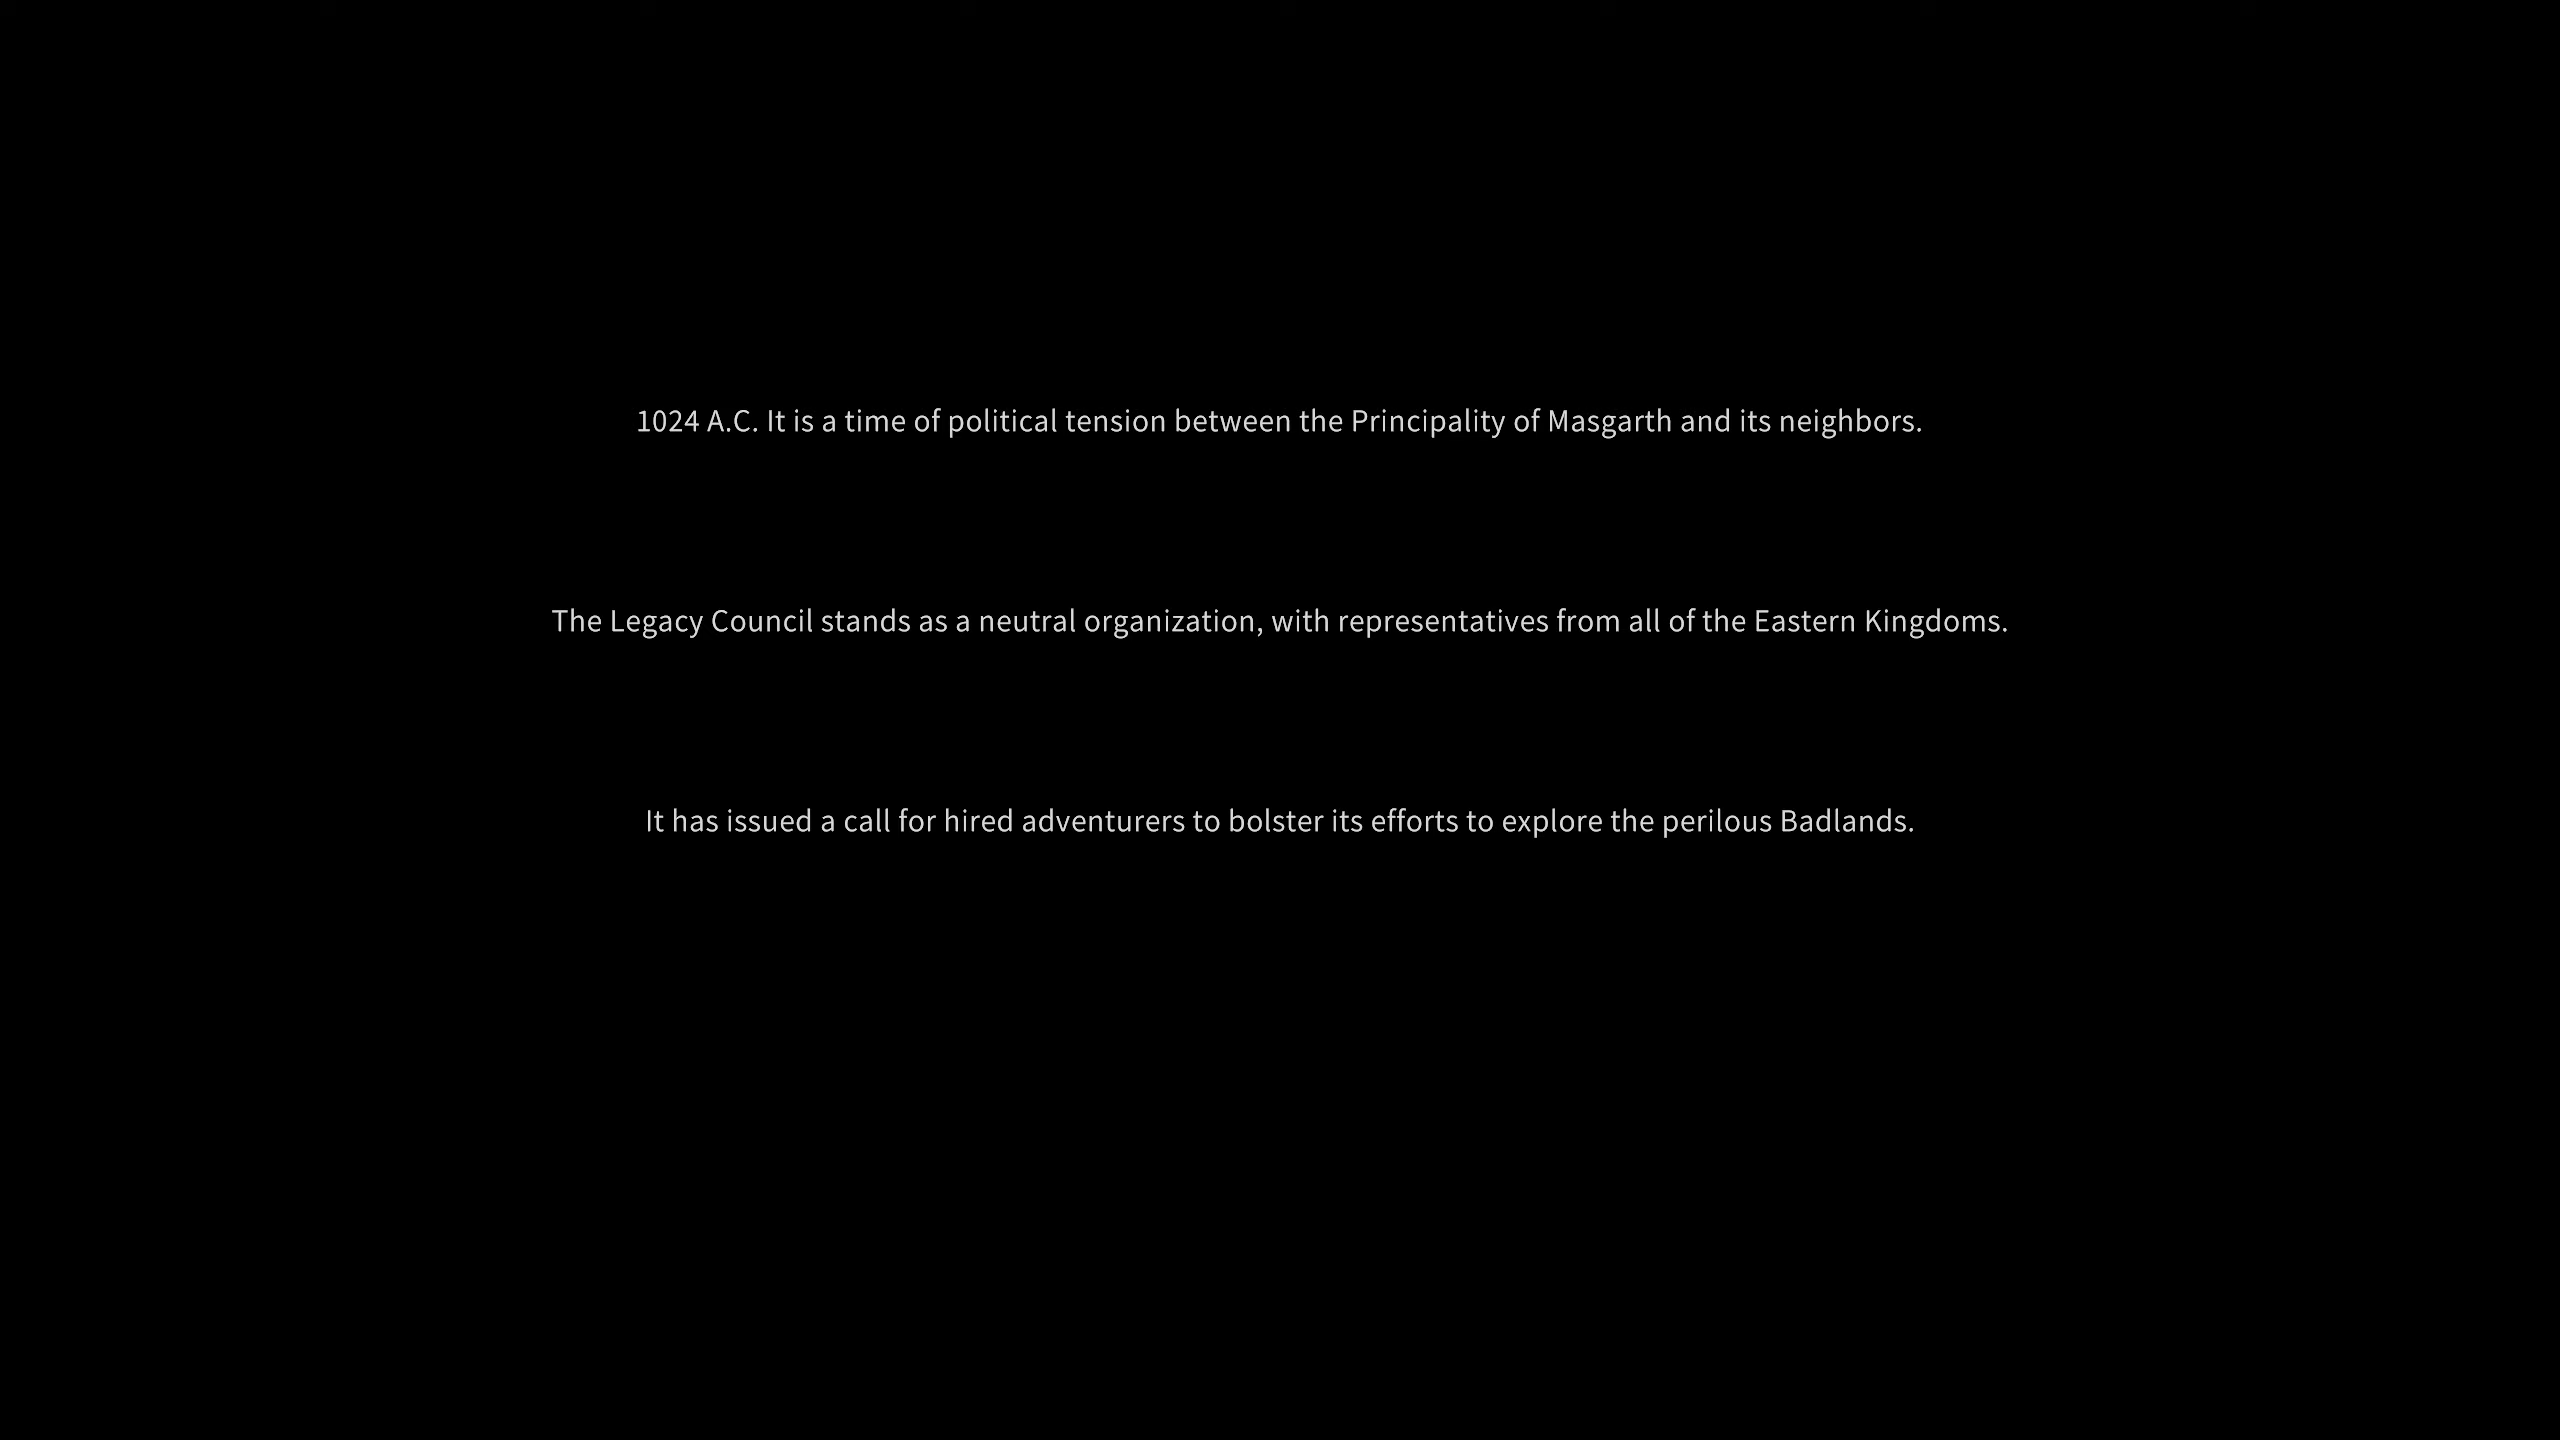 1024 A.C. It is a time of political tension between the Principality of Masgarth and its neighbors.
The Legacy Council stands as a neutral organization, with representatives from all of the Eastern Kingdoms.
It has issued a call for hired adventurers to bolster its efforts to explore the perilous Badlands.